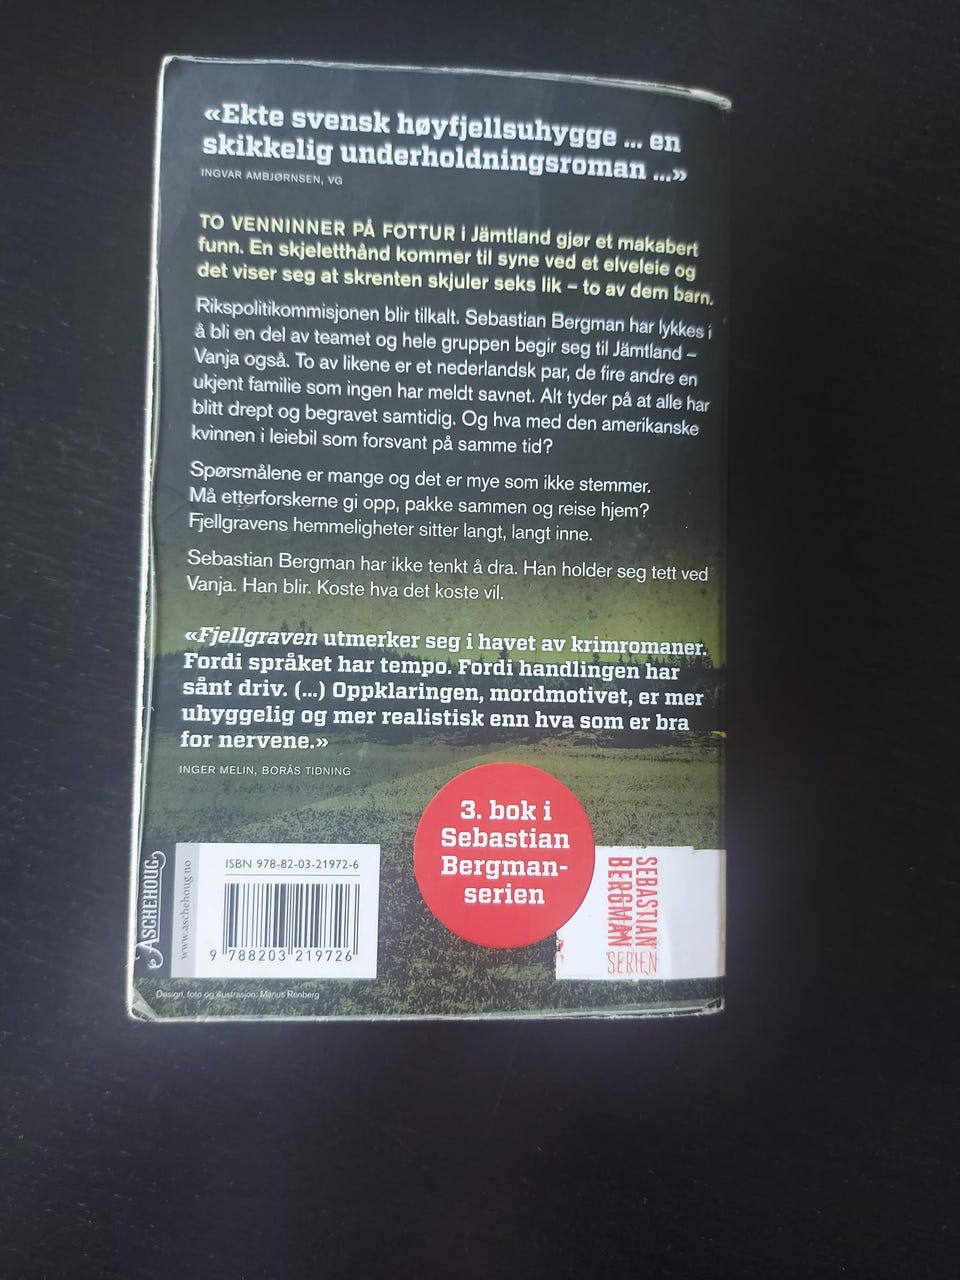 «Ekte svensk høyfjellsuhygge ... en
skikkelig underholdningsroman ...»
INGVAR AMBJØRNSEN, VG
TO VENNINNER PÅ FOTTUR i Jämtland gjør et makabert
funn. En skjeletthånd kommer til syne ved et elveleie og
det viser seg at skrenten skjuler seks lik – to av dem barn.
Rikspolitikommisjonen blir tilkalt. Sebastian Bergman har lykkes i
å bli en del av teamet og hele gruppen begir seg til Jämtland –
Vanja også. To av likene er et nederlandsk par, de fire andre en
ukjent familie som ingen har meldt savnet. Alt tyder på at alle har
blitt drept og begravet samtidig. Og hva med den amerikanske
kvinnen i leiebil som forsvant på samme tid?
Spørsmålene er mange og det er mye som ikke stemmer.
Må etterforskerne gi opp, pakke sammen og reise hjem?
Fjellgravens hemmeligheter sitter langt, langt inne.
Sebastian Bergman har ikke tenkt å dra. Han holder seg tett ved
Vanja. Han blir. Koste hva det koste vil.
«Fjellgraven utmerker seg i havet av krimromaner.
Fordi språket har tempo. Fordi handlingen har
sånt driv. (...) Oppklaringen, mordmotivet, er mer
uhyggelig og mer realistisk enn hva som er bra
for nervene.»
INGER MELIN, BORÅS TIDNING
3. bok i
Sebastian
Bergman-
serien
ASCHEHOUG
www.aschehoug.no
ISBN 978-82-03-21972-6
9 788203 219726
SEBASTIAN
BERGMAN
SERIEN
Design, foto og illustrasjon: Marius Renberg